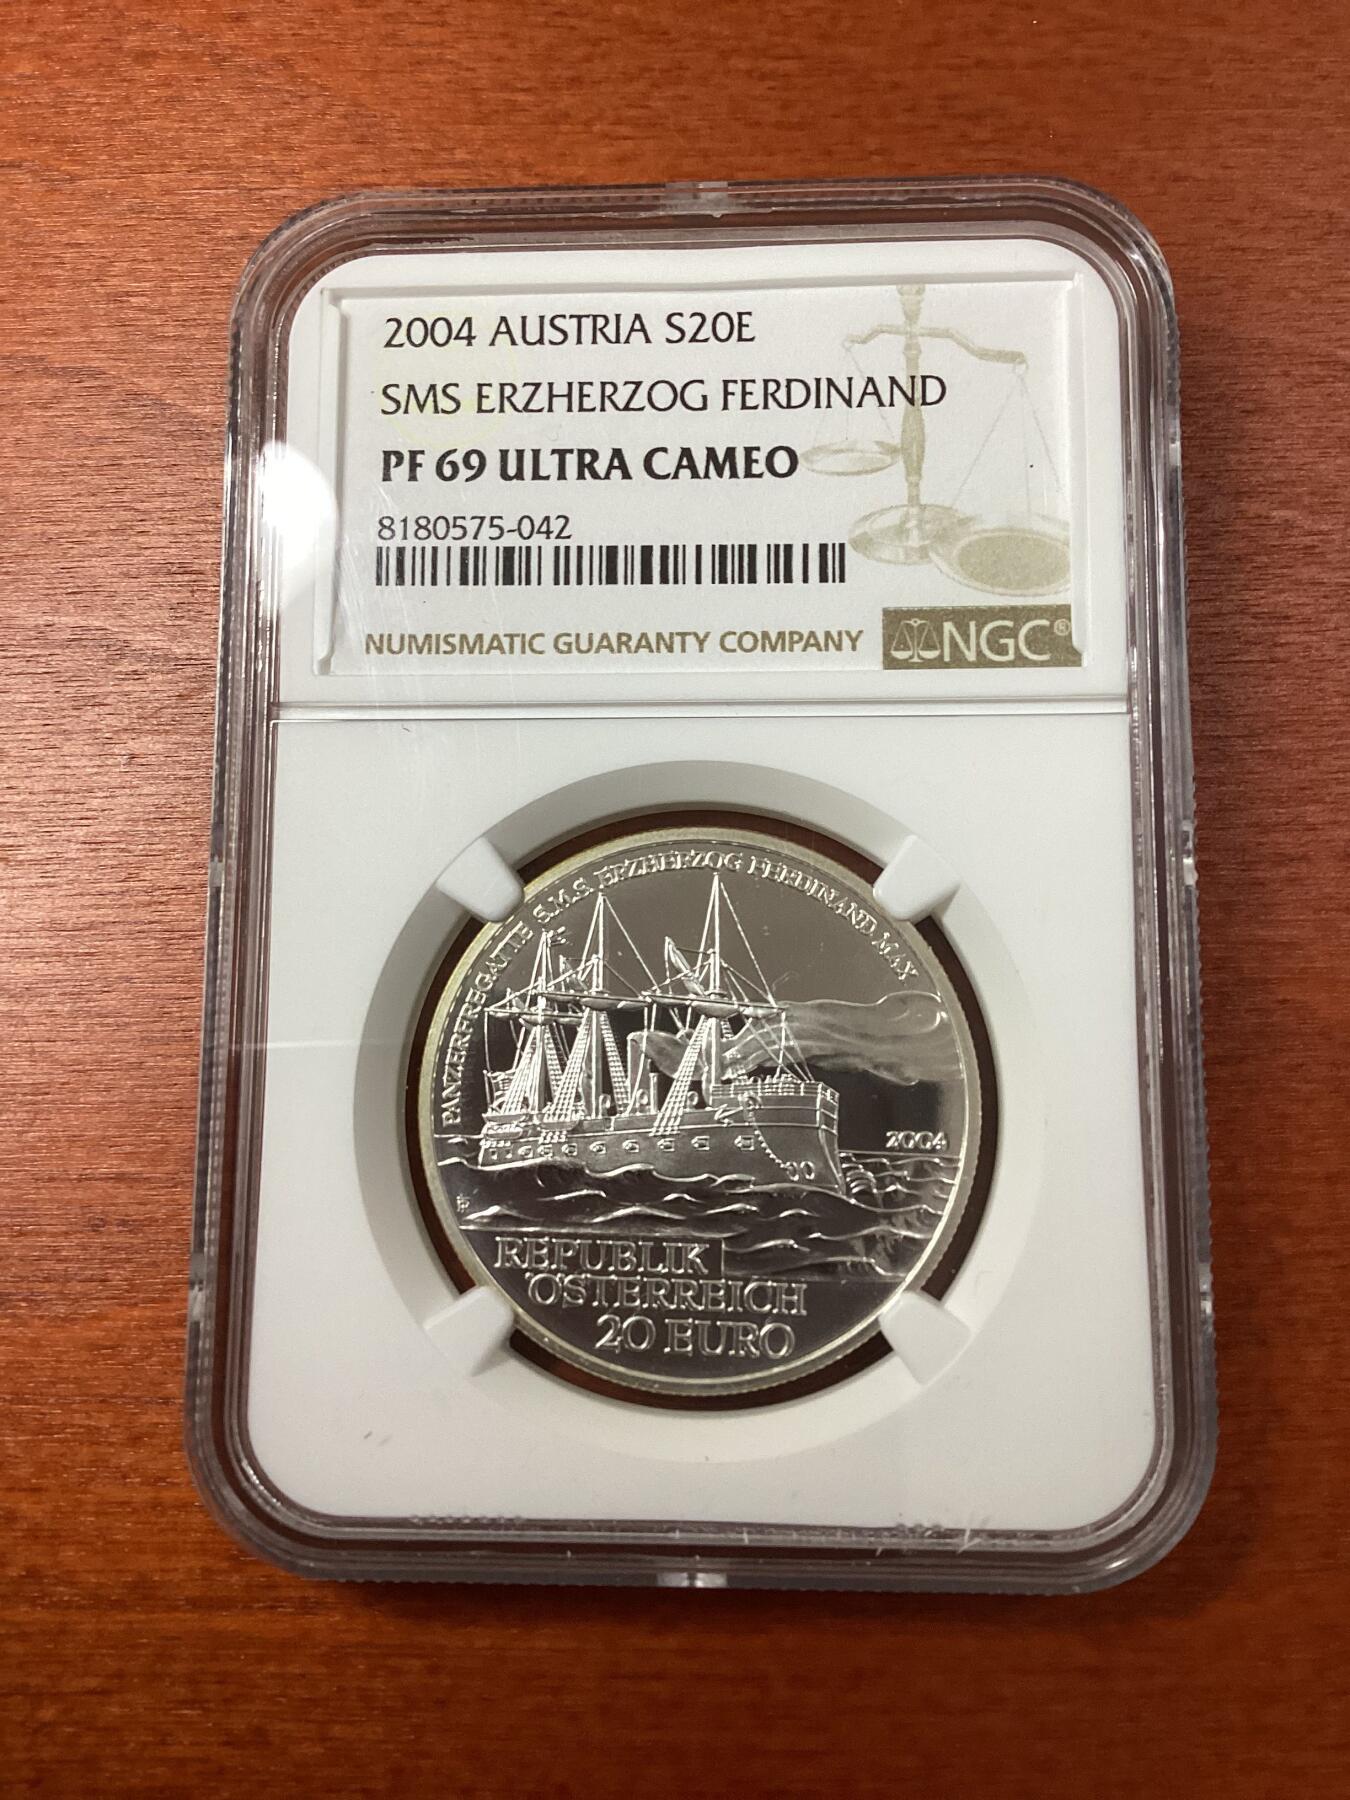 2004 AUSTRIA S20E
SMS ERZHERZOG FERDINAND
PF 69 ULTRA CAMEO
8180575-042
NUMISMATIC GUARANTY COMPANY
NGC®
PANZERFREGATTE S.M.S. ERZHERZOG FERDINAND MAX
2004
REPUBLIK
ÖSTERREICH
20 EURO